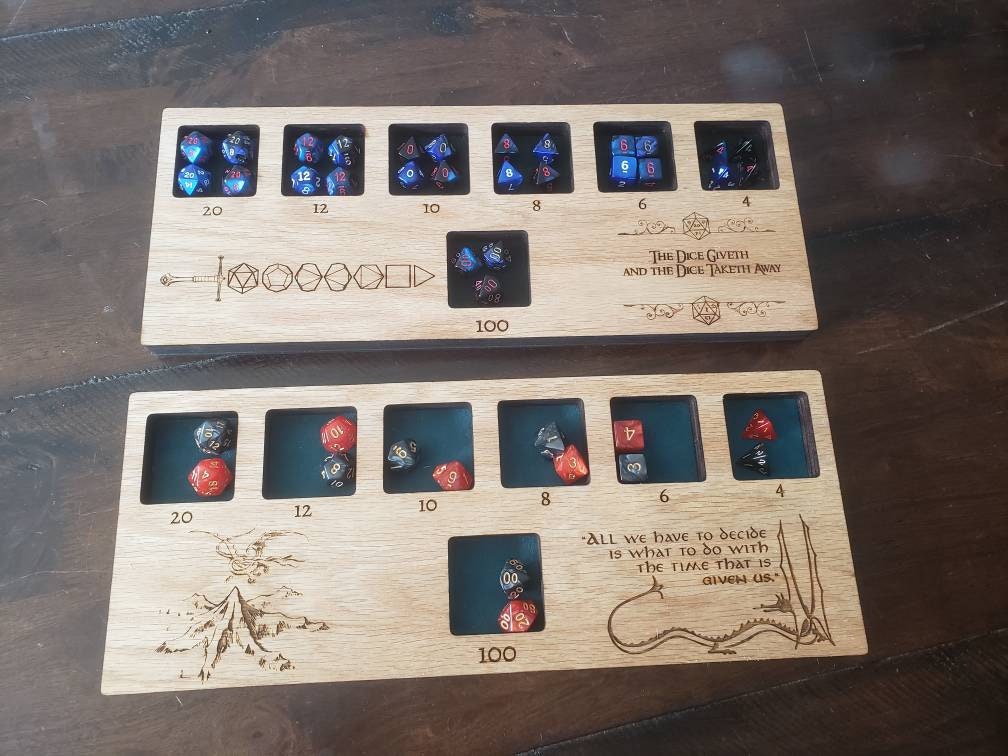 20 12 10 8 6 4
The Dice Giveth
and the Dice Taketh Away
100
20 12 10 8 6 4
"All we have to decide
is what to do with
the time that is
given us."
100